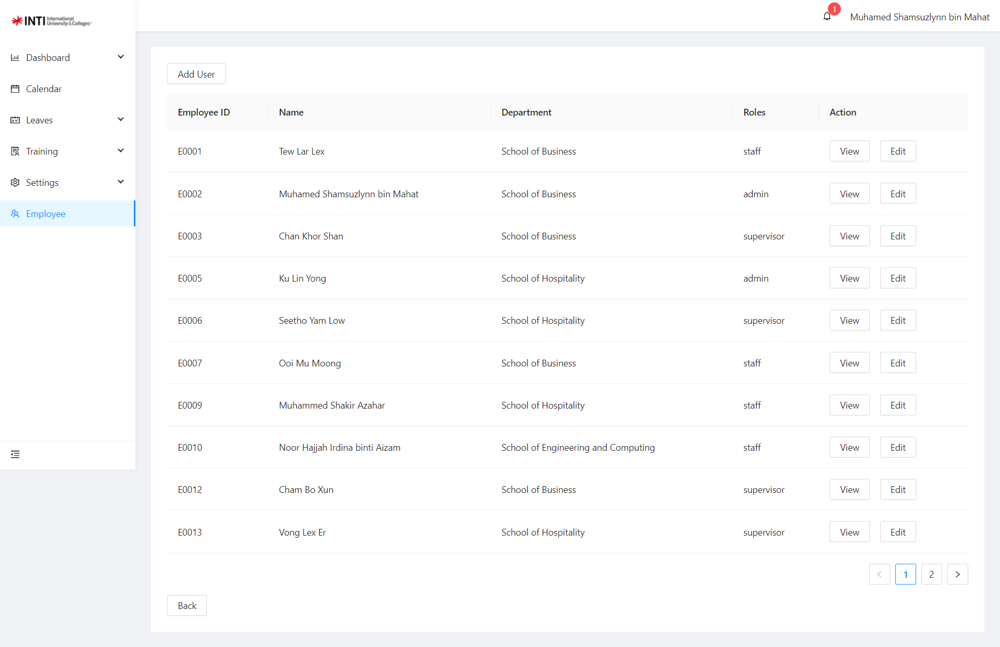 INTI International
University & Colleges
1
Muhamed Shamsuzlynn bin Mahat
Dashboard
Calendar
Leaves
Training
Settings
Employee
Add User
Employee ID Name Department Roles Action
E0001 Tew Lar Lex School of Business staff View Edit
E0002 Muhamed Shamsuzlynn bin Mahat School of Business admin View Edit
E0003 Chan Khor Shan School of Business supervisor View Edit
E0005 Ku Lin Yong School of Hospitality admin View Edit
E0006 Seetho Yam Low School of Hospitality supervisor View Edit
E0007 Ooi Mu Moong School of Business staff View Edit
E0009 Muhammed Shakir Azahar School of Hospitality staff View Edit
E0010 Noor Hajjah Irdina binti Aizam School of Engineering and Computing staff View Edit
E0012 Cham Bo Xun School of Business supervisor View Edit
E0013 Vong Lex Er School of Hospitality supervisor View Edit
< 1 2 >
Back